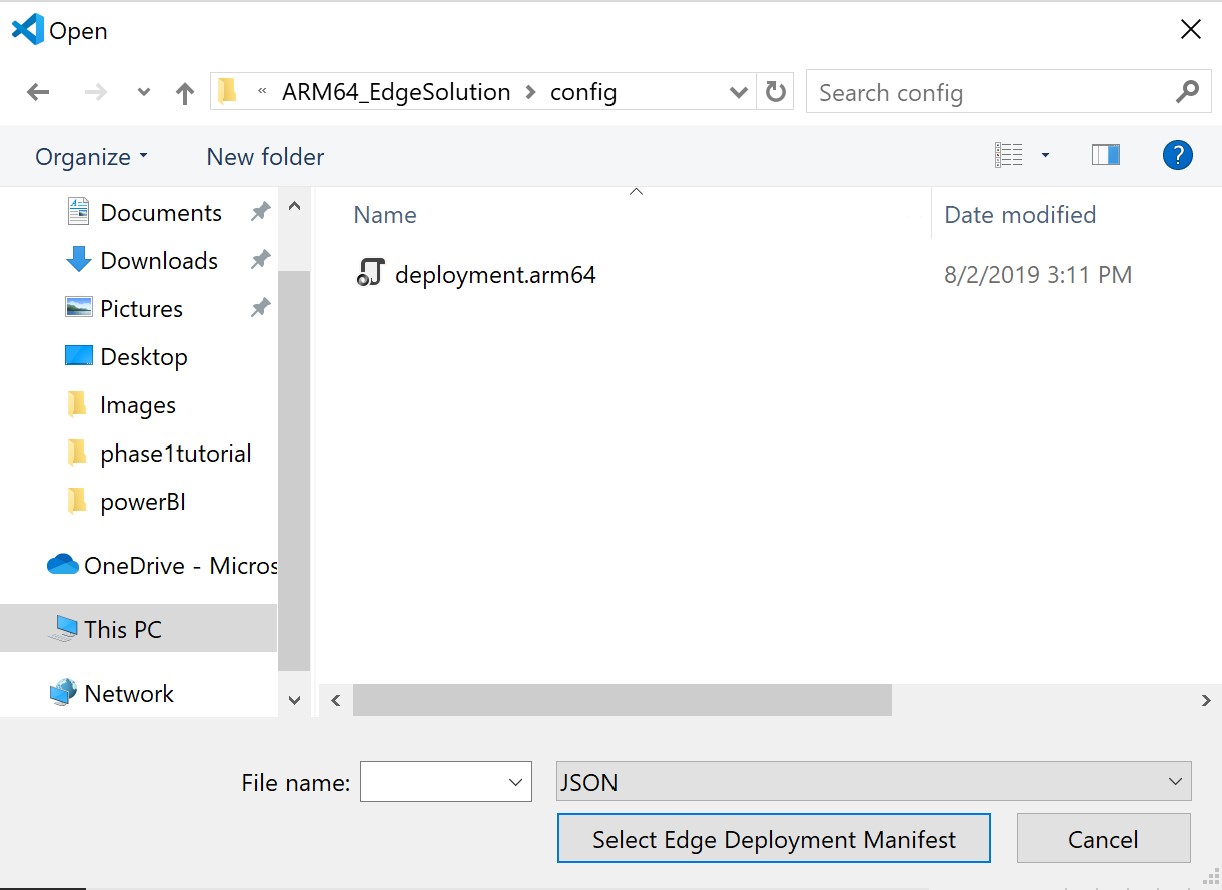 Open
« ARM64_EdgeSolution > config
Search config
Organize
New folder
?
Documents
Downloads
Pictures
Desktop
Images
phase1tutorial
powerBI
OneDrive - Micros
This PC
Network
Name
Date modified
deployment.arm64
8/2/2019 3:11 PM
File name:
JSON
Select Edge Deployment Manifest
Cancel